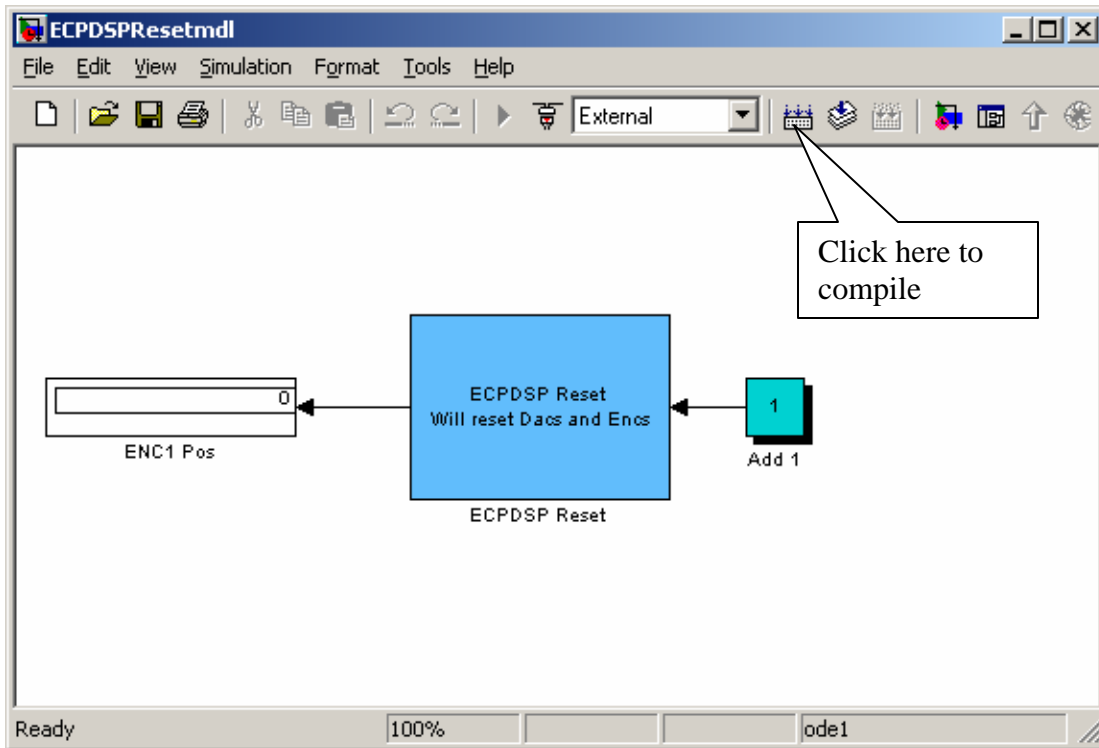 ECPDSPResetmdl
File Edit View Simulation Format Tools Help
External
Click here to
compile
0
ENC1 Pos
ECPDSP Reset
Will reset Dacs and Encs
ECPDSP Reset
1
Add 1
Ready 100% ode1